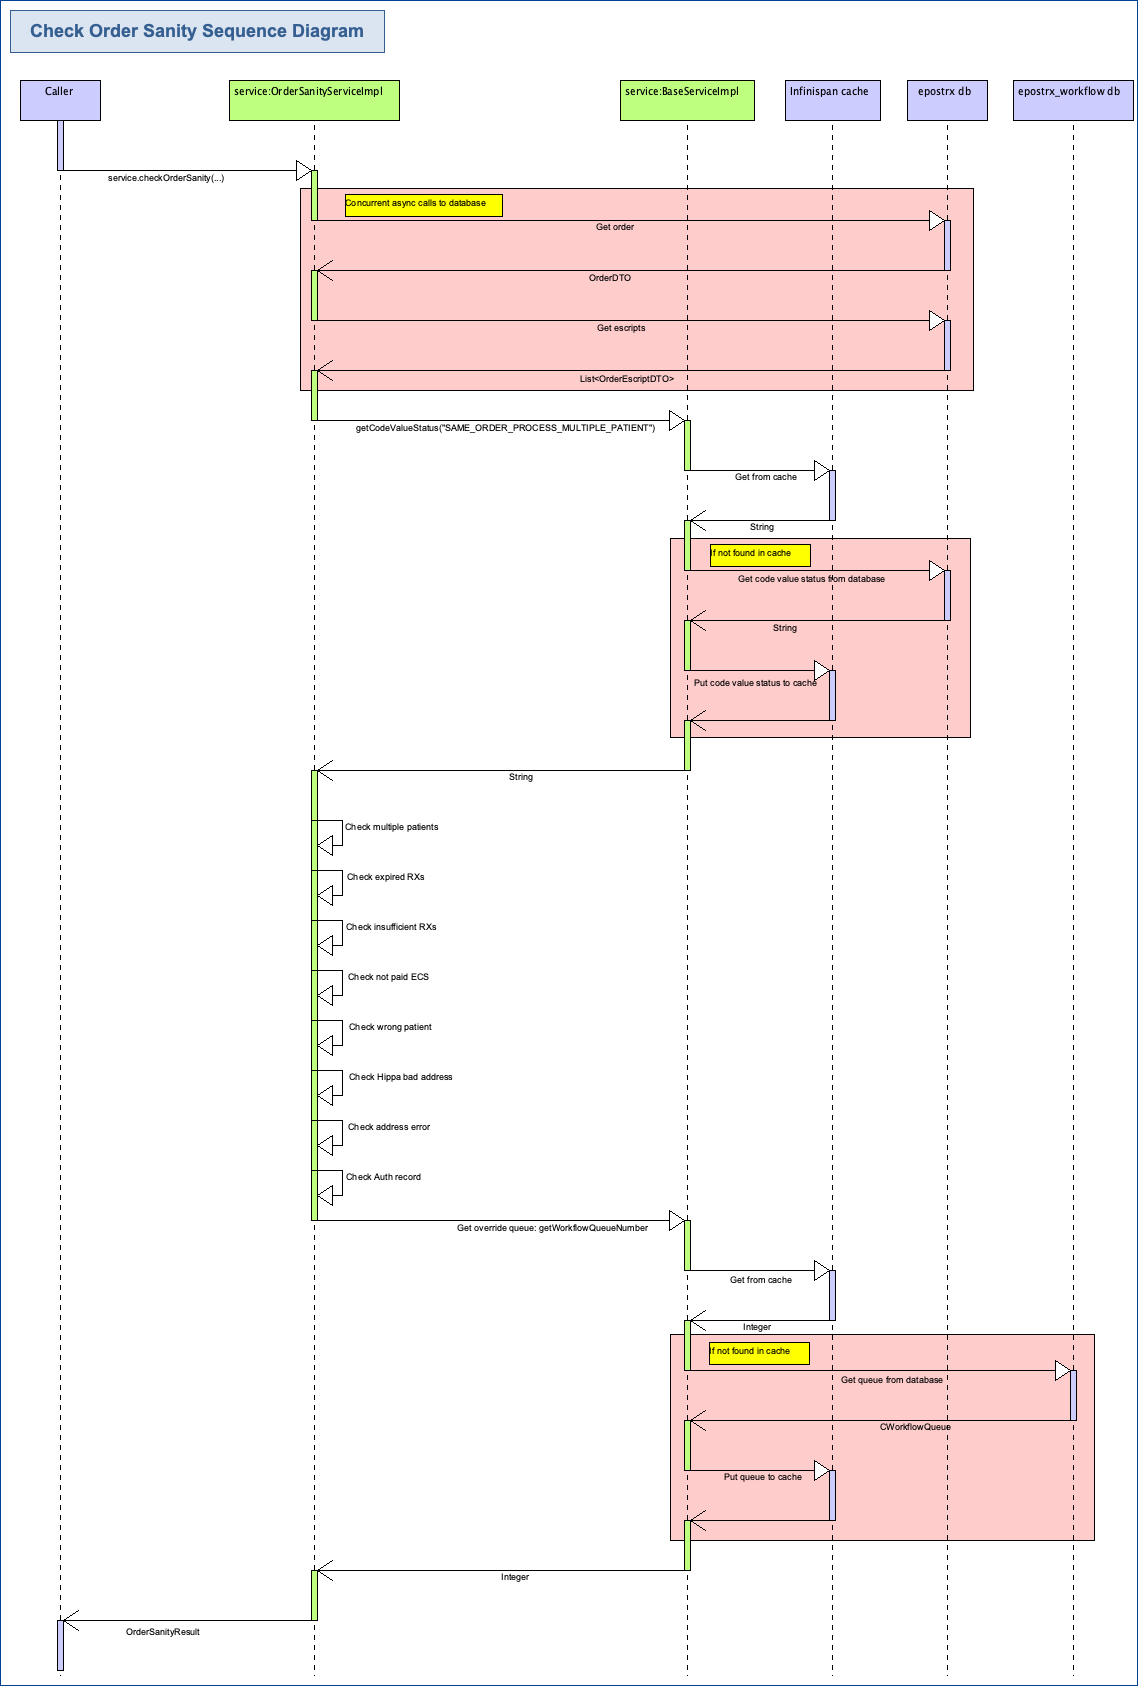 Check Order Sanity Sequence Diagram
Caller
service:OrderSanityServiceImpl
service:BaseServiceImpl
Infinispan cache
epostrx db
epostrx_workflow db
service.checkOrderSanity(...)
Concurrent async calls to database
Get order
OrderDTO
Get escripts
List<OrderEscriptDTO>
getCodeValueStatus("SAME_ORDER_PROCESS_MULTIPLE_PATIENT")
Get from cache
String
If not found in cache
Get code value status from database
String
Put code value status to cache
String
Check multiple patients
Check expired RXs
Check insufficient RXs
Check not paid ECS
Check wrong patient
Check Hippa bad address
Check address error
Check Auth record
Get override queue: getWorkflowQueueNumber
Get from cache
Integer
If not found in cache
Get queue from database
CWorkflowQueue
Put queue to cache
Integer
OrderSanityResult